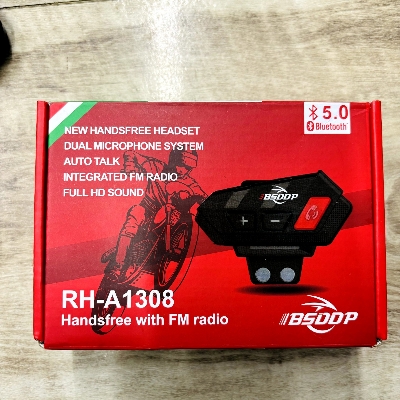 5.0
Bluetooth®
NEW HANDSFREE HEADSET
DUAL MICROPHONE SYSTEM
AUTO TALK
INTEGRATED FM RADIO
FULL HD SOUND
BSDDP
+ −
RH-A1308
Handsfree with FM radio
BSDDP